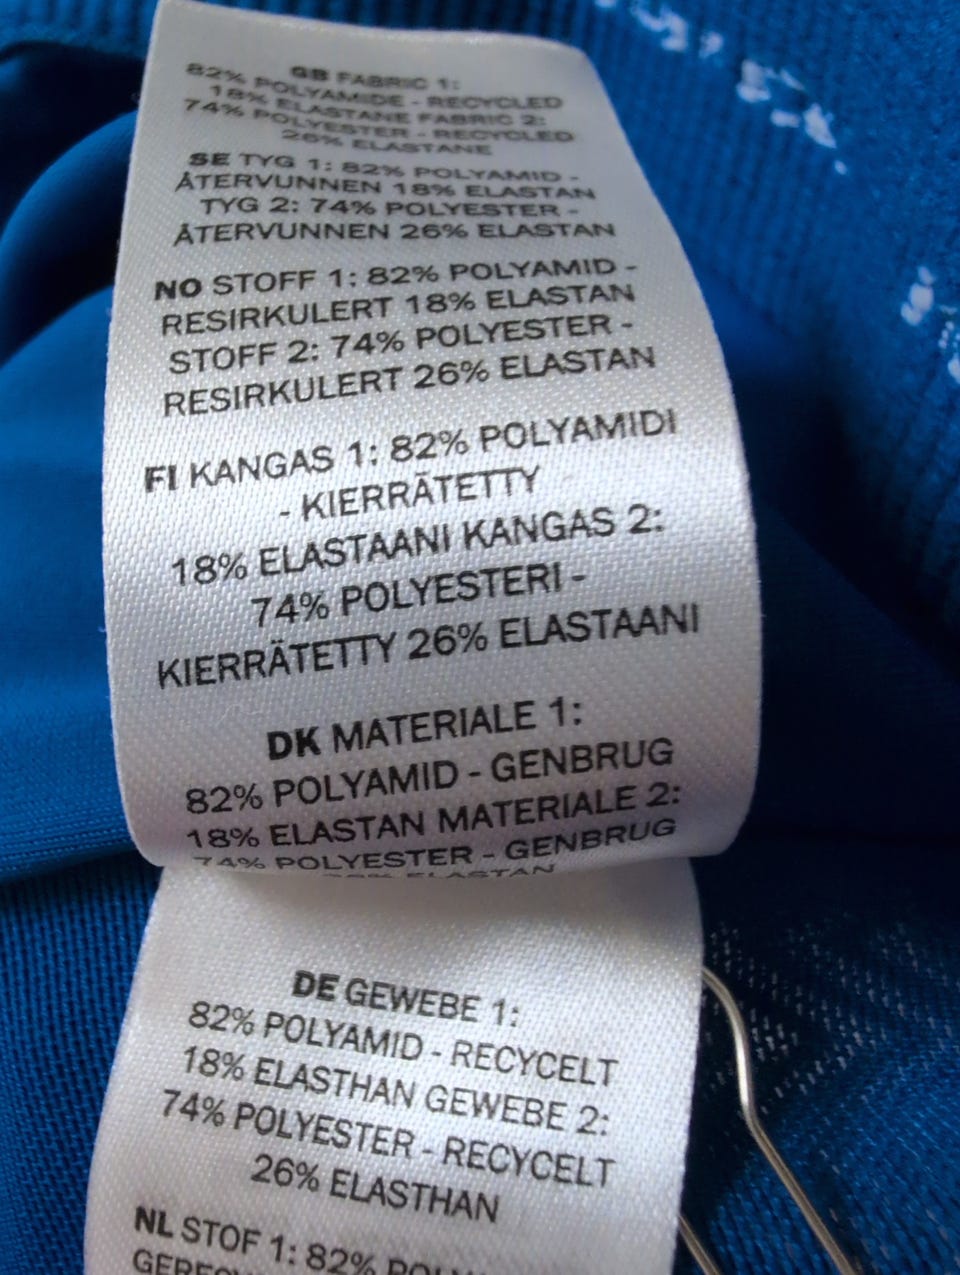 GB FABRIC 1:
82% POLYAMIDE - RECYCLED
18% ELASTANE FABRIC 2:
74% POLYESTER - RECYCLED
26% ELASTANE
SE TYG 1: 82% POLYAMID -
ÅTERVUNNEN 18% ELASTAN
TYG 2: 74% POLYESTER -
ÅTERVUNNEN 26% ELASTAN
NO STOFF 1: 82% POLYAMID -
RESIRKULERT 18% ELASTAN
STOFF 2: 74% POLYESTER -
RESIRKULERT 26% ELASTAN
FI KANGAS 1: 82% POLYAMIDI
- KIERRÄTETTY
18% ELASTAANI KANGAS 2:
74% POLYESTERI -
KIERRÄTETTY 26% ELASTAANI
DK MATERIALE 1:
82% POLYAMID - GENBRUG
18% ELASTAN MATERIALE 2:
74% POLYESTER - GENBRUG
26% ELASTAN
DE GEWEBE 1:
82% POLYAMID - RECYCELT
18% ELASTHAN GEWEBE 2:
74% POLYESTER - RECYCELT
26% ELASTHAN
NL STOF 1: 82%